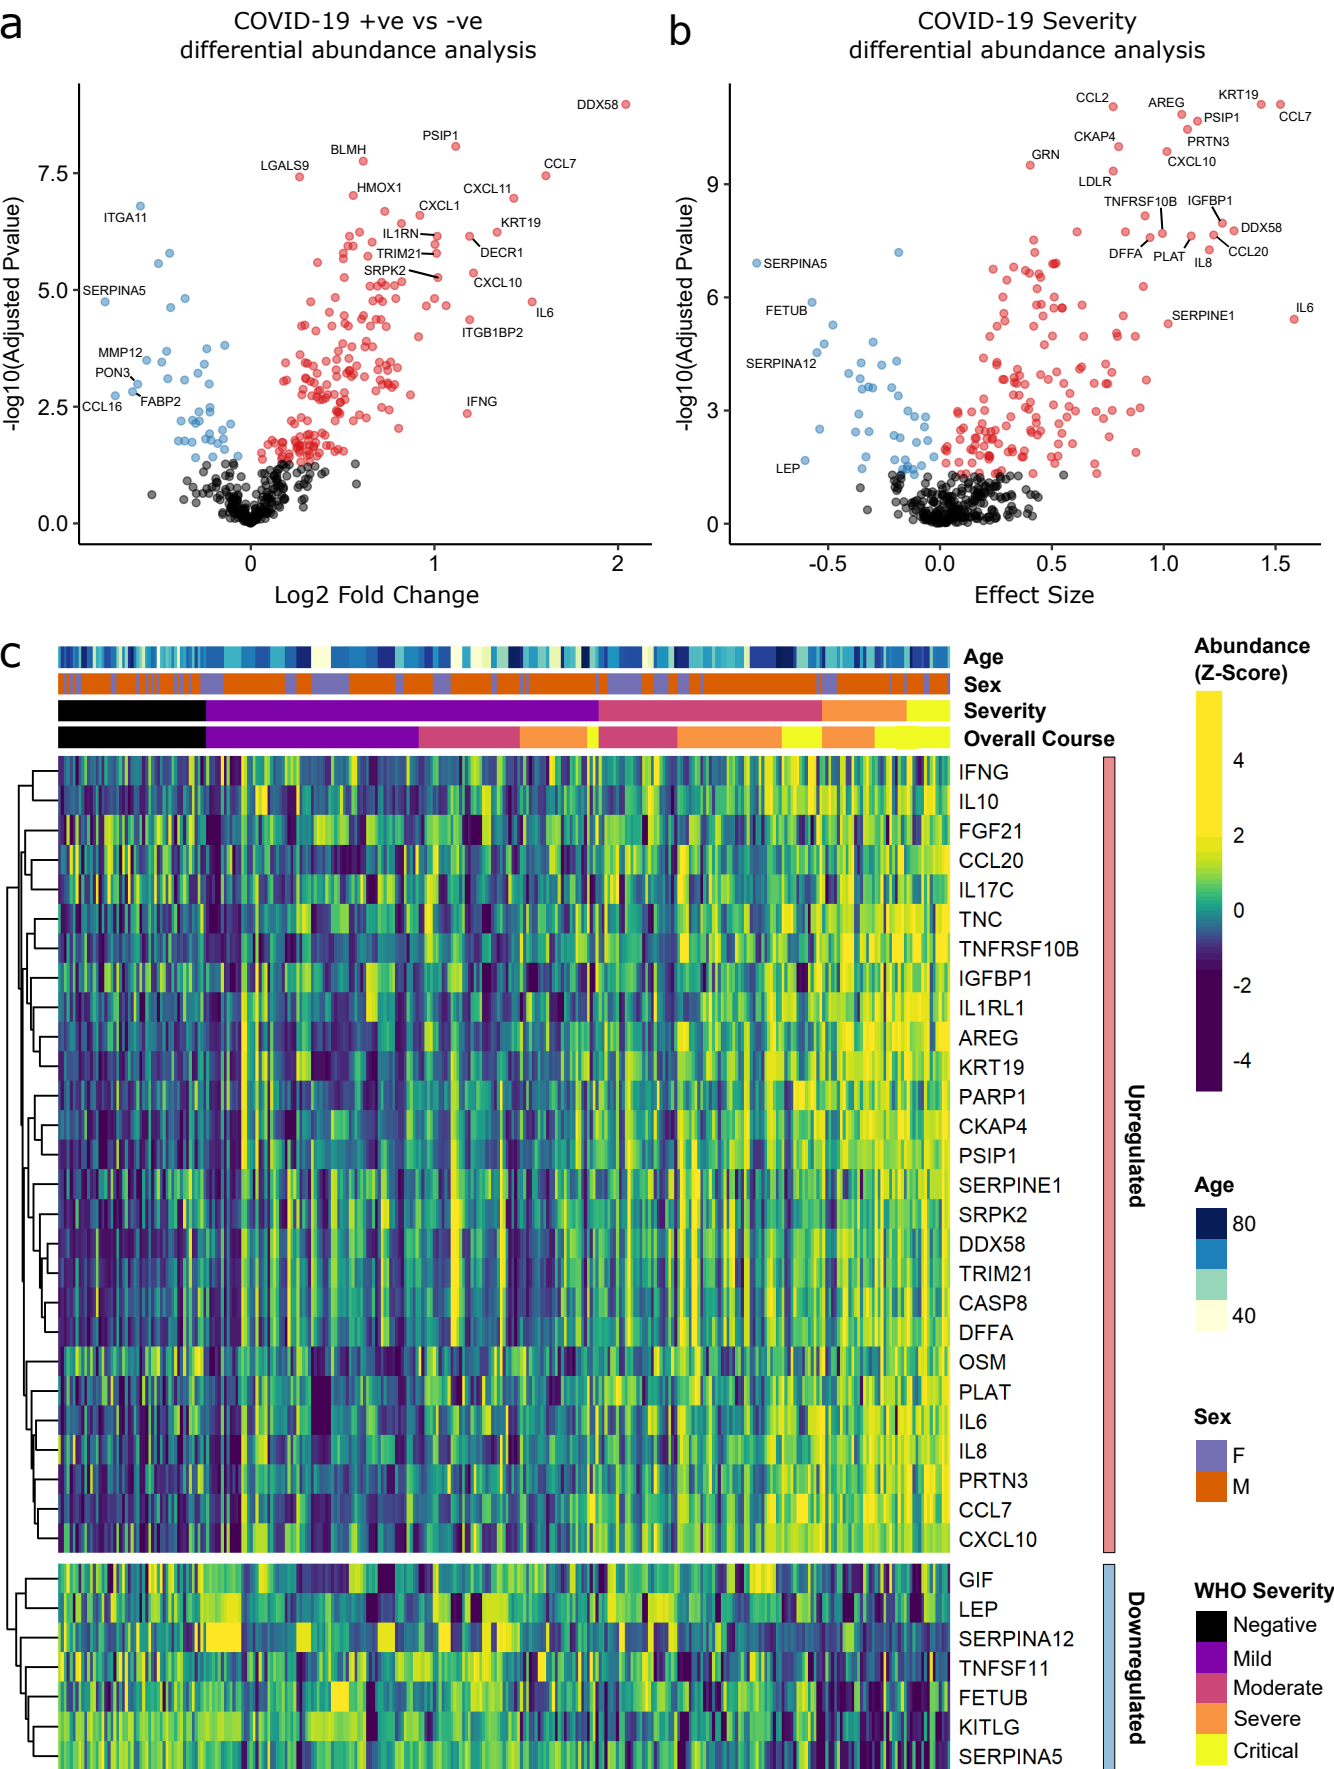 a
COVID-19 +ve vs -ve
differential abundance analysis
-log10(Adjusted Pvalue)
7.5
5.0
2.5
0.0
0
1
2
Log2 Fold Change
DDX58
PSIP1
BLMH
LGALS9
CCL7
HMOX1
CXCL11
CXCL1
KRT19
ITGA11
IL1RN
TRIM21
DECR1
SRPK2
CXCL10
SERPINA5
IL6
ITGB1BP2
MMP12
PON3
CCL16
FABP2
IFNG
b
COVID-19 Severity
differential abundance analysis
-log10(Adjusted Pvalue)
9
6
3
0
-0.5
0.0
0.5
1.0
1.5
Effect Size
CCL2
AREG
KRT19
CCL7
PSIP1
CKAP4
PRTN3
GRN
CXCL10
LDLR
TNFRSF10B
IGFBP1
DDX58
DFFA
PLAT
IL8
CCL20
SERPINA5
FETUB
SERPINE1
IL6
SERPINA12
LEP
c
Age
Sex
Severity
Overall Course
IFNG
IL10
FGF21
CCL20
IL17C
TNC
TNFRSF10B
IGFBP1
IL1RL1
AREG
KRT19
PARP1
CKAP4
PSIP1
SERPINE1
SRPK2
DDX58
TRIM21
CASP8
DFFA
OSM
PLAT
IL6
IL8
PRTN3
CCL7
CXCL10
Upregulated
GIF
LEP
SERPINA12
TNFSF11
FETUB
KITLG
SERPINA5
Downregulated
Abundance
(Z-Score)
4
2
0
-2
-4
Age
80
40
Sex
F
M
WHO Severity
Negative
Mild
Moderate
Severe
Critical